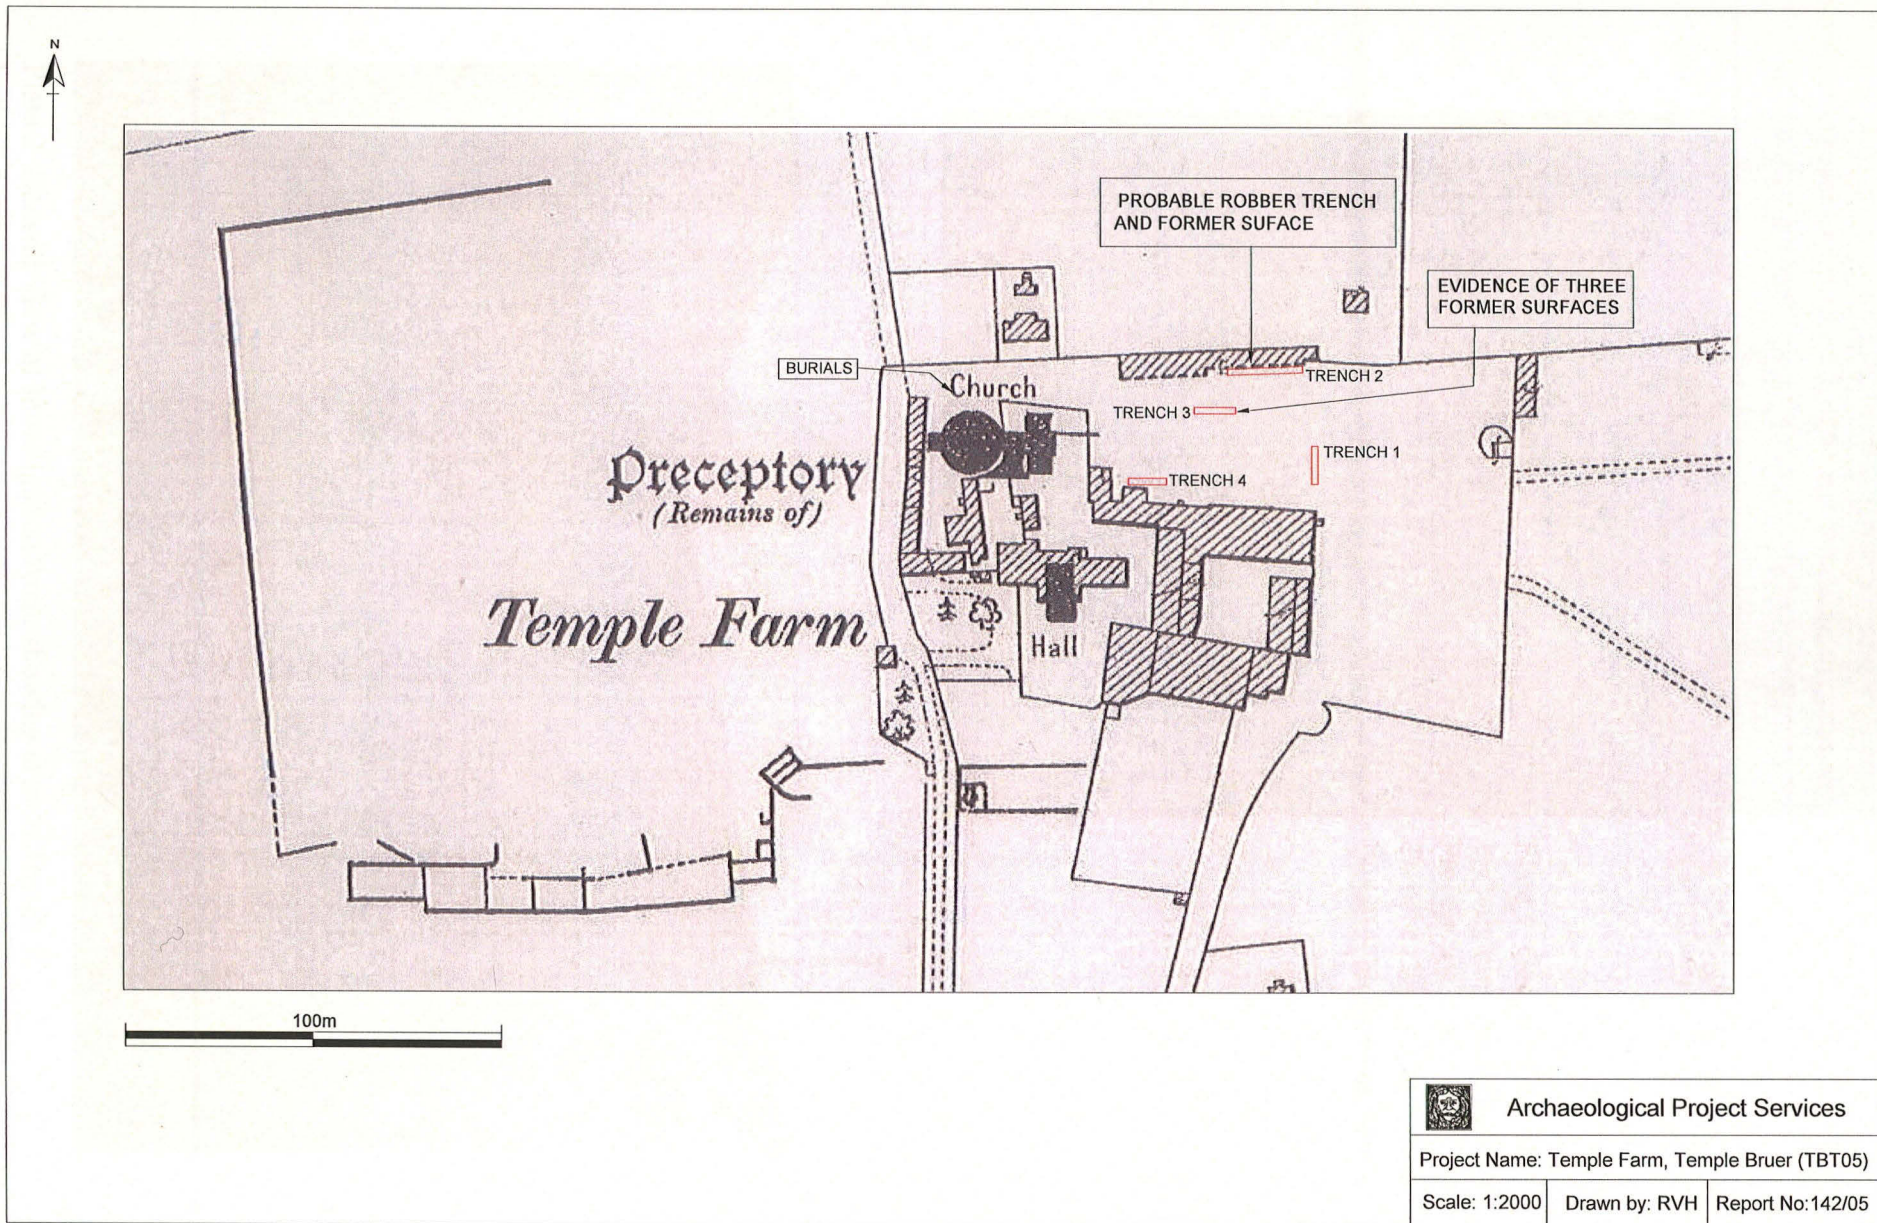 N
PROBABLE ROBBER TRENCH
AND FORMER SUFACE
EVIDENCE OF THREE
FORMER SURFACES
BURIALS
Church
TRENCH 2
TRENCH 3
TRENCH 1
TRENCH 4
Preceptory
(Remains of)
Temple Farm
Hall
100m
Archaeological Project Services
Project Name: Temple Farm, Temple Bruer (TBT05)
Scale: 1:2000
Drawn by: RVH
Report No:142/05